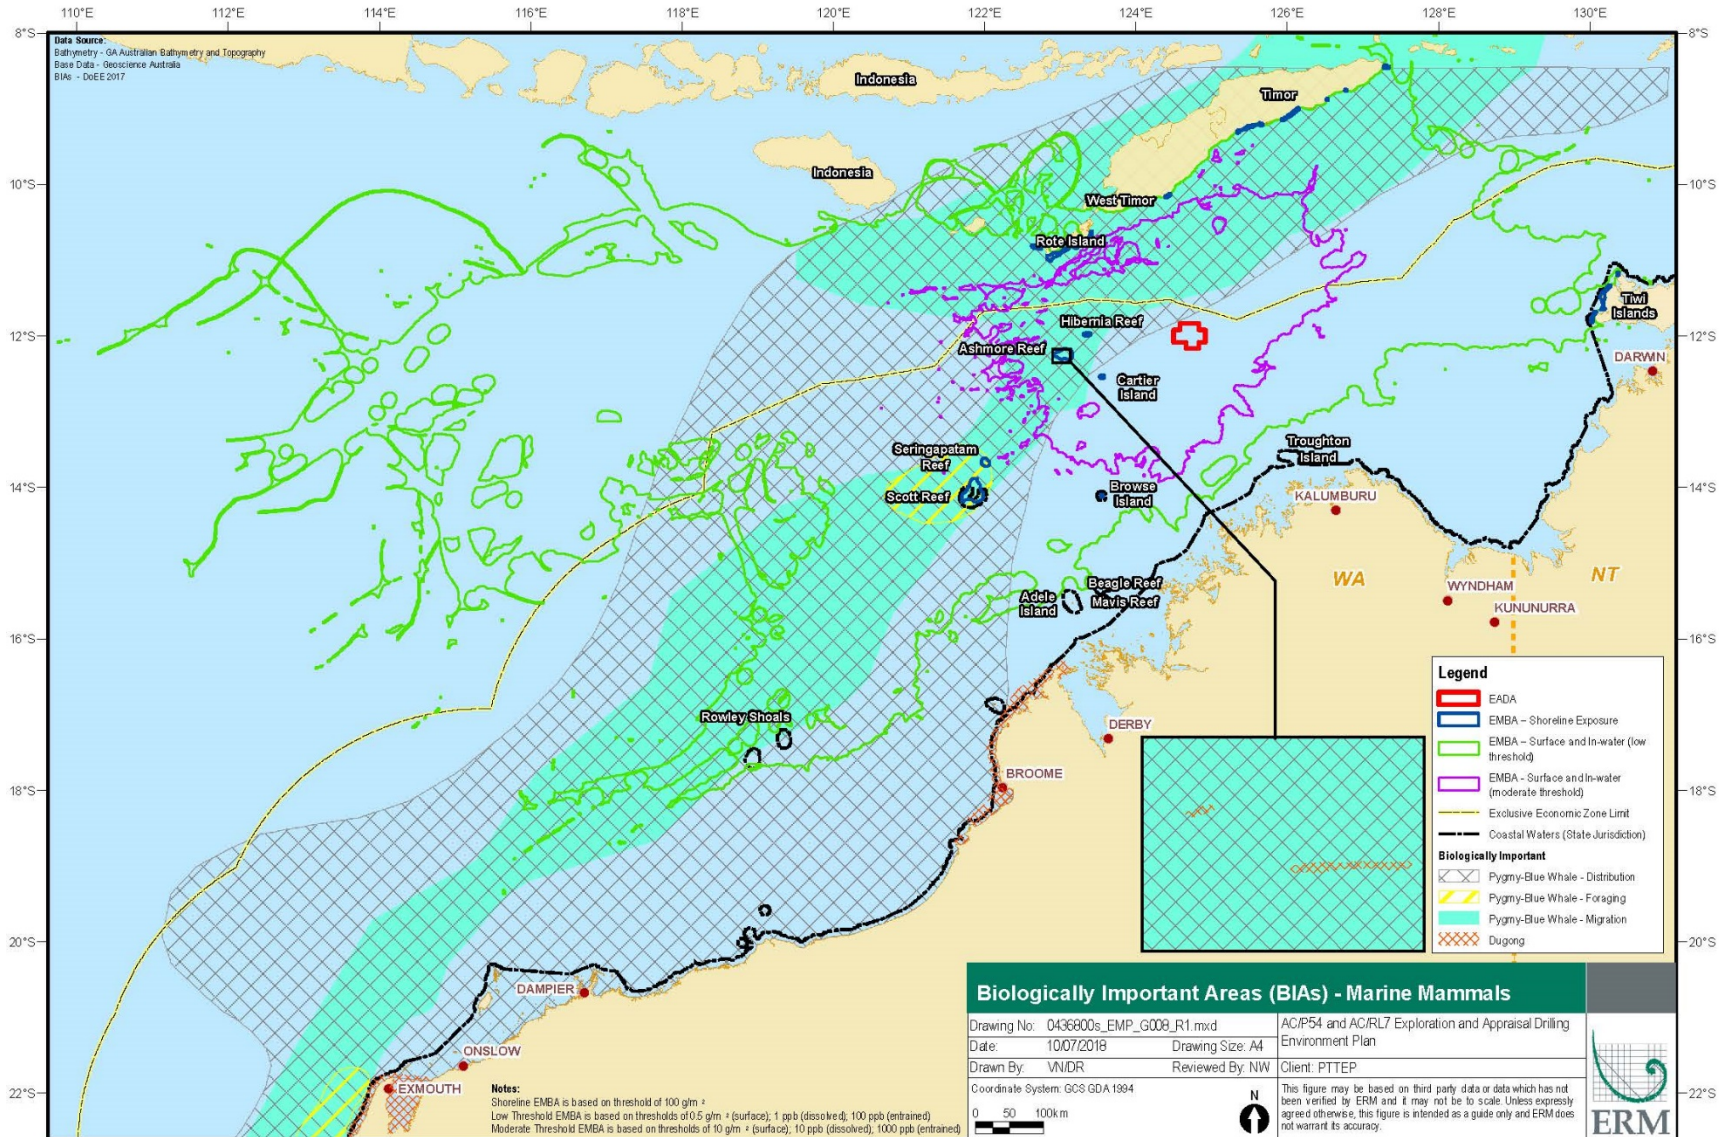 110°E 112°E 114°E 116°E 118°E 120°E 122°E 124°E 126°E 128°E 130°E
8°S 8°S
Data Source:
Bathymetry - GA Australian Bathymetry and Topography
Base Data - Geoscience Australia
BIAs - DoEE 2017
Indonesia
Timor
Indonesia
10°S 10°S
West Timor
Rote Island
Tiwi
Islands
Hibernia Reef
12°S 12°S
Ashmore Reef
DARWIN
Cartier
Island
Troughton
Island
Seringapatam
Reef
14°S 14°S
Scott Reef
Browse
Island
KALUMBURU
WA
NT
Beagle Reef
WYNDHAM
Adele
Island
Mavis Reef
KUNUNURRA
16°S 16°S
Rowley Shoals
DERBY
BROOME
18°S 18°S
Legend
EADA
EMBA – Shoreline Exposure
EMBA – Surface and In-water (low
threshold)
EMBA - Surface and In-water
(moderate threshold)
Exclusive Economic Zone Limit
Coastal Waters (State Jurisdiction)
Biologically Important
Pygmy-Blue Whale - Distribution
Pygmy-Blue Whale - Foraging
Pygmy-Blue Whale - Migration
Dugong
20°S 20°S
DAMPIER
ONSLOW
EXMOUTH
22°S 22°S
Notes:
Shoreline EMBA is based on threshold of 100 g/m ²
Low Threshold EMBA is based on thresholds of 0.5 g/m ² (surface); 1 ppb (dissolved); 100 ppb (entrained)
Moderate Threshold EMBA is based on thresholds of 10 g/m ² (surface); 10 ppb (dissolved); 1000 ppb (entrained)
Biologically Important Areas (BIAs) - Marine Mammals
Drawing No: 0436800s_EMP_G008_R1.mxd
Date: 10/07/2018 Drawing Size: A4
Drawn By: VN/DR Reviewed By: NW
AC/P54 and AC/RL7 Exploration and Appraisal Drilling
Environment Plan
Client: PTTEP
Coordinate System: GCS GDA 1994
0 50 100km
N
This figure may be based on third party data or data which has not
been verified by ERM and it may not be to scale. Unless expressly
agreed otherwise, this figure is intended as a guide only and ERM does
not warrant its accuracy.
ERM